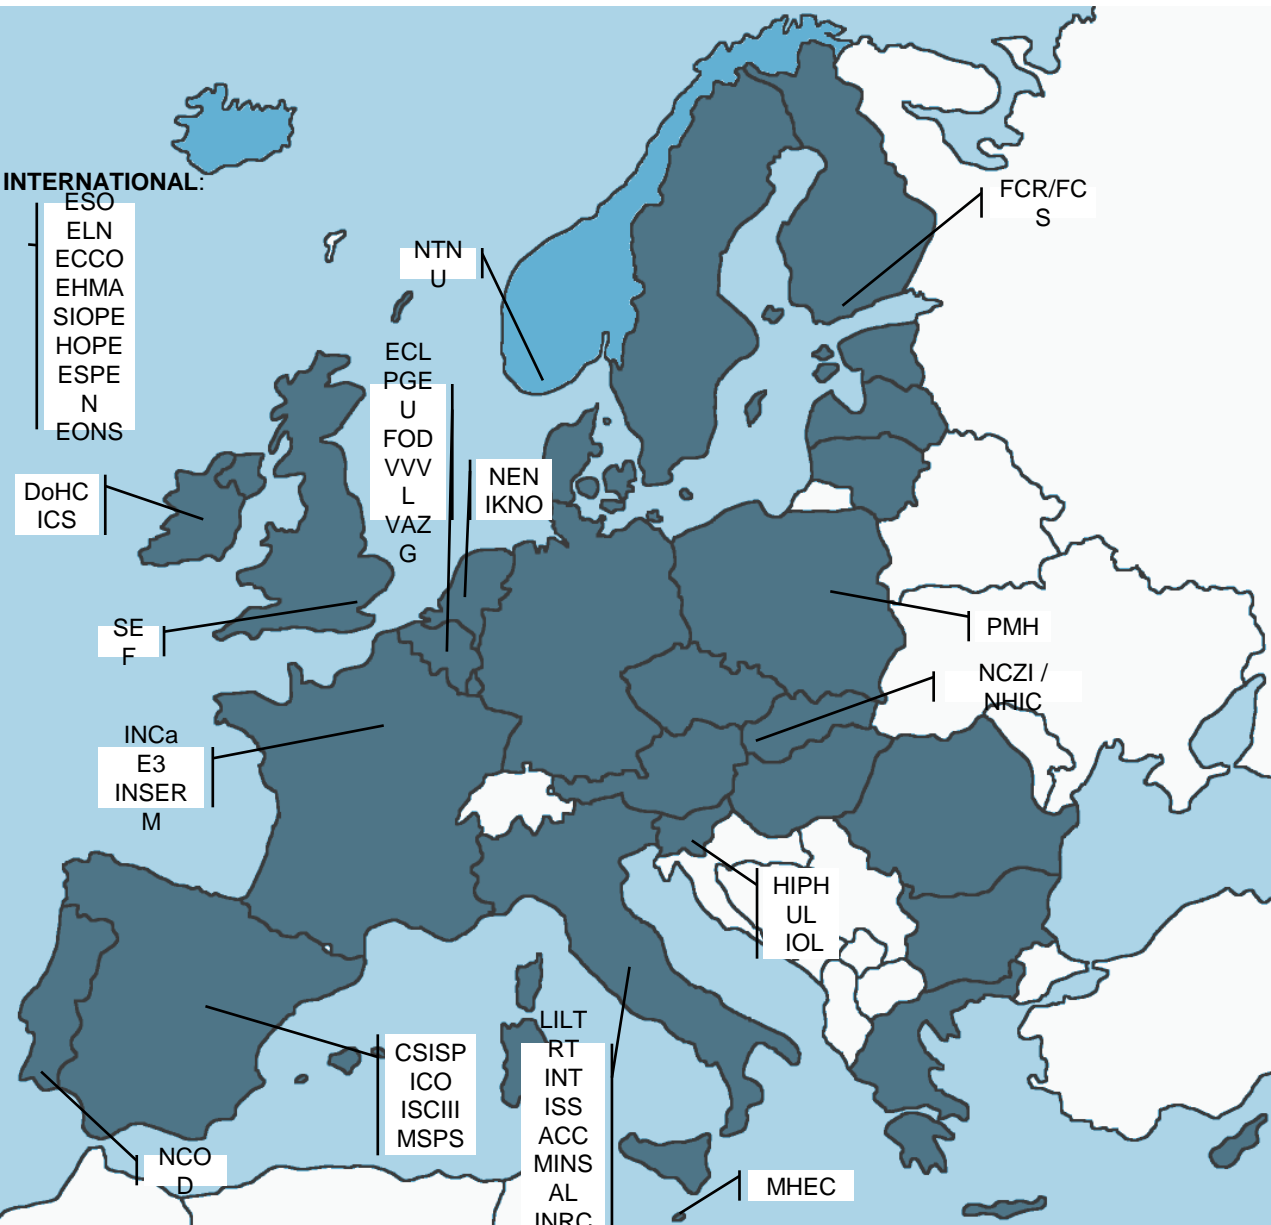 INTERNATIONAL:
ESO
ELN
ECCO
EHMA
SIOPE
HOPE
ESPE
N
EONS
FCR/FC
S
NTN
U
ECL
PGE
U
FOD
VVV
L
VAZ
G
NEN
IKNO
DoHC
ICS
SE
F
PMH
NCZI /
NHIC
INCa
E3
INSER
M
HIPH
UL
IOL
CSISP
ICO
ISCIII
MSPS
LILT
RT
INT
ISS
ACC
MINS
AL
INRC
NCO
D
MHEC